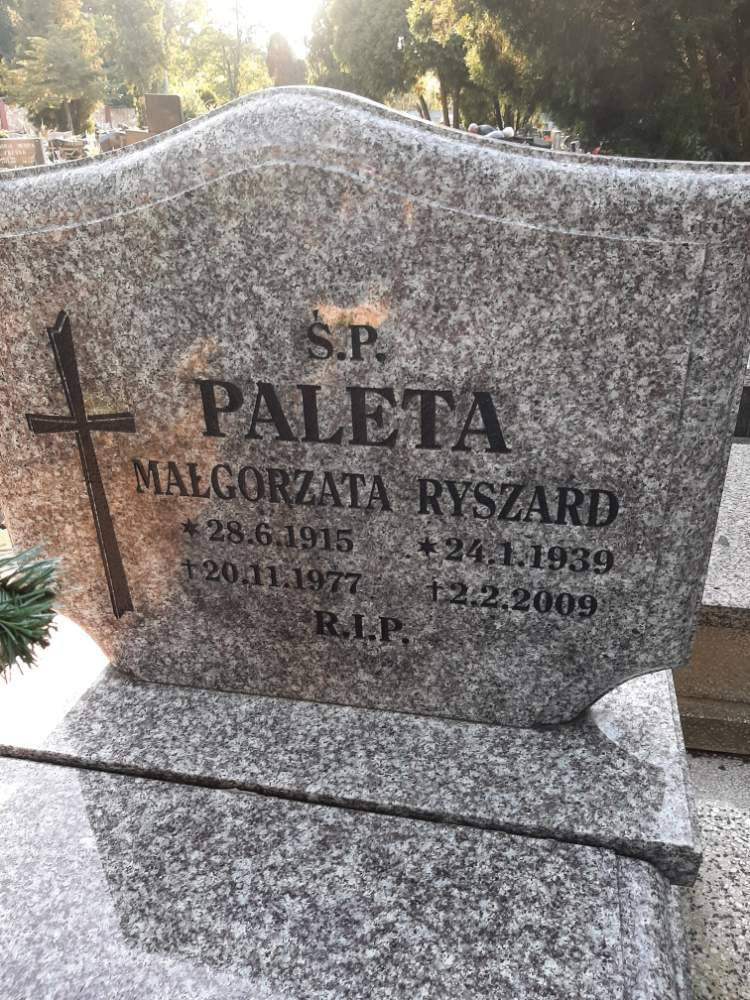 Ś.P.
PALETA
MAŁGORZATA RYSZARD
*28.6.1915 *24.1.1939
†20.11.1977 †2.2.2009
R.I.P.